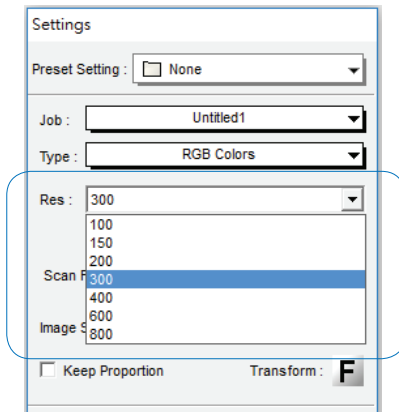 Settings
Preset Setting : None
Job : Untitled1
Type : RGB Colors
Res : 300
100
150
200
Scan F 300
400
600
Image S 800
Keep Proportion Transform : F